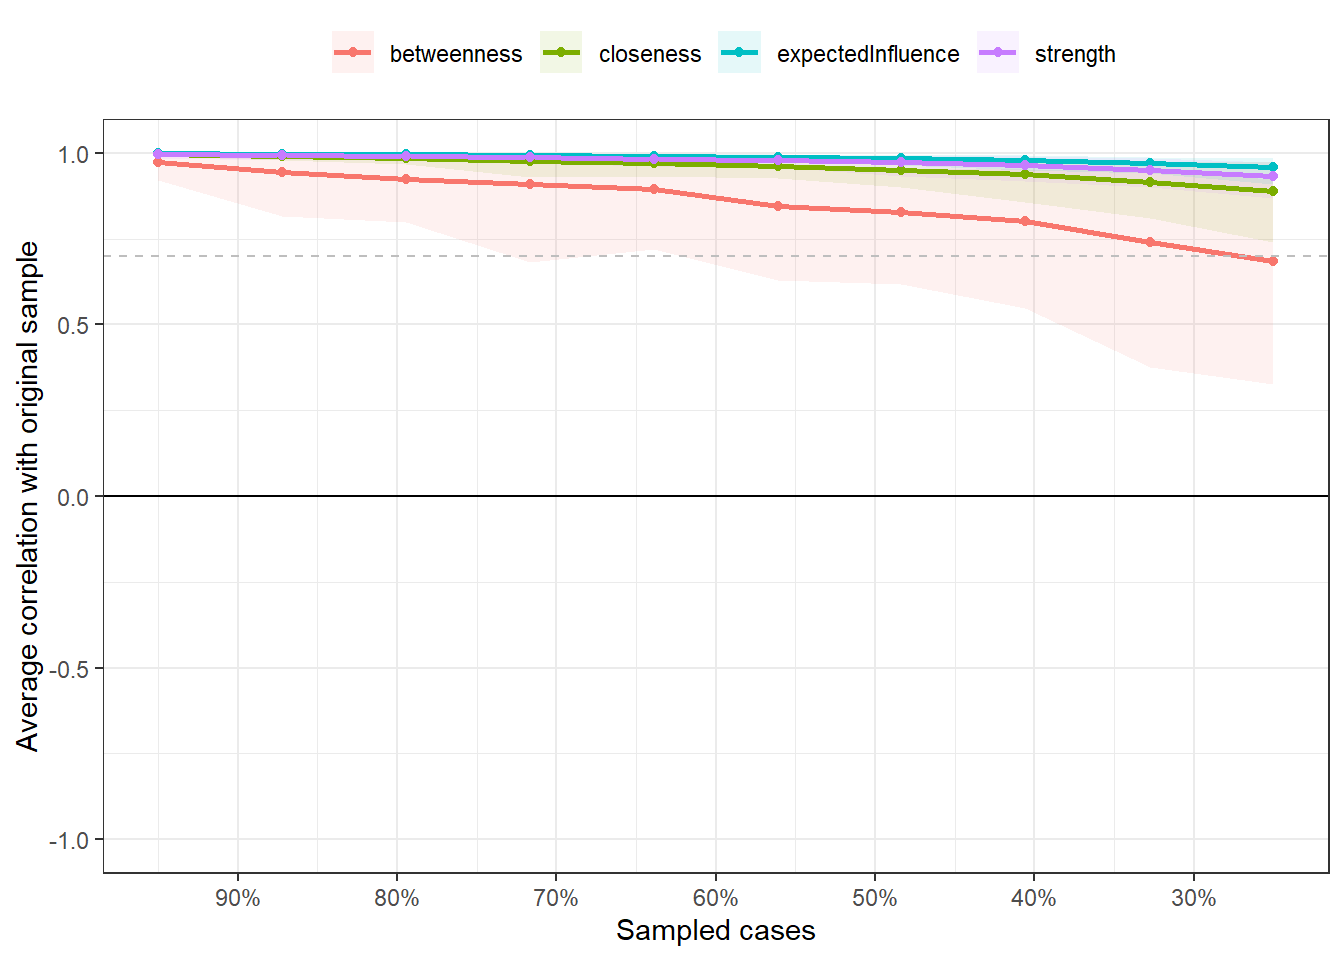 betweenness closeness expectedInfluence strength
Average correlation with original sample
1.0
0.5
0.0
-0.5
-1.0
90% 80% 70% 60% 50% 40% 30%
Sampled cases